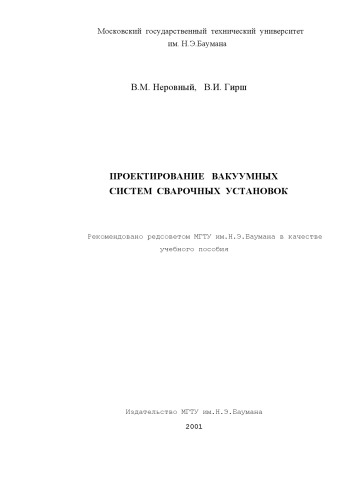 Московский государственный технический университет
им. Н.Э.Баумана
В.М. Неровный, В.И. Гирш
ПРОЕКТИРОВАНИЕ ВАКУУМНЫХ
СИСТЕМ СВАРОЧНЫХ УСТАНОВОК
Рекомендовано редсоветом МГТУ им.Н.Э.Баумана в качестве
учебного пособия
Издательство МГТУ им.Н.Э.Баумана
2001